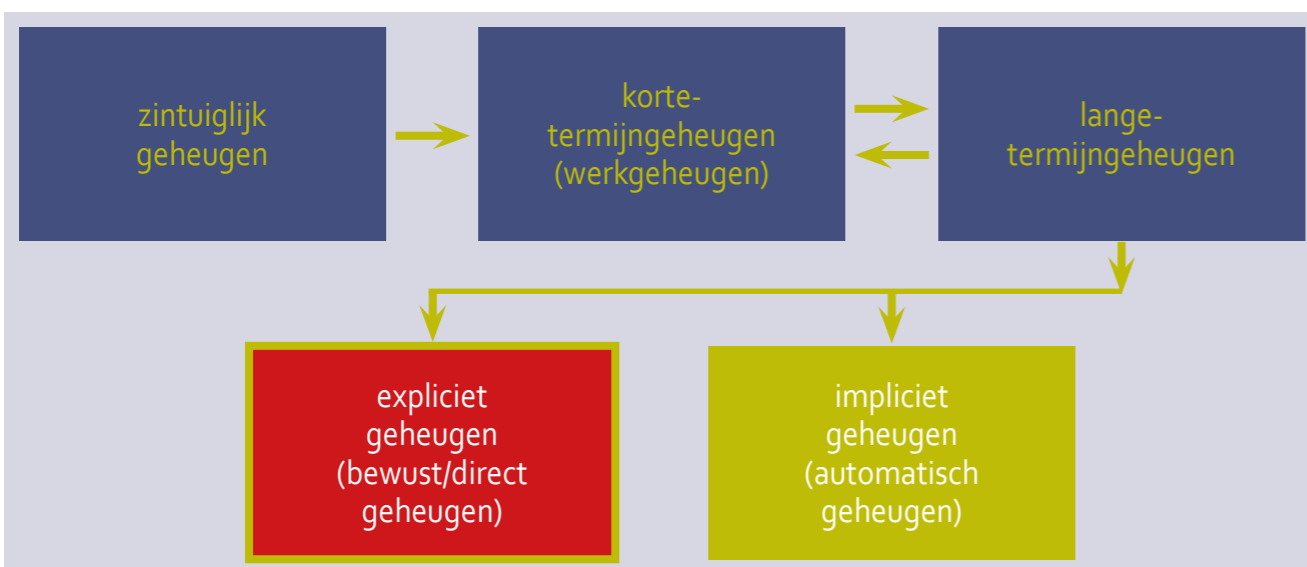 zintuiglijk
geheugen
korte-
termijngeheugen
(werkgeheugen)
lange-
termijngeheugen
expliciet
geheugen
(bewust/direct
geheugen)
impliciet
geheugen
(automatisch
geheugen)